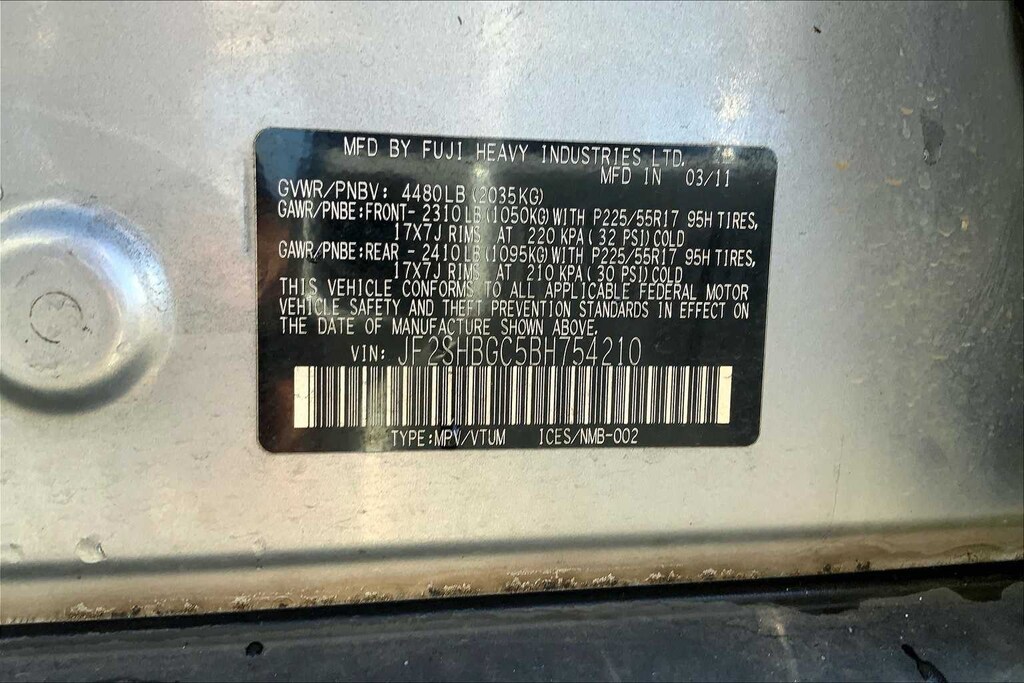 MFD BY FUJI HEAVY INDUSTRIES LTD.
MFD IN 03/11
GVWR/PNBV: 4480LB (2035KG)
GAWR/PNBE:FRONT- 2310LB(1050KG)WITH P225/55R17 95H TIRES,
17X7J RIMS AT 220 KPA(32 PSI)COLD
GAWR/PNBE:REAR - 2410LB(1095KG)WITH P225/55R17 95H TIRES,
17X7J RIMS AT 210 KPA(30 PSI)COLD
THIS VEHICLE CONFORMS TO ALL APPLICABLE FEDERAL MOTOR
VEHICLE SAFETY AND THEFT PREVENTION STANDARDS IN EFFECT ON
THE DATE OF MANUFACTURE SHOWN ABOVE.
VIN: JF2SHBGC5BH754210
TYPE:MPV/VTUM ICES/NMB-002